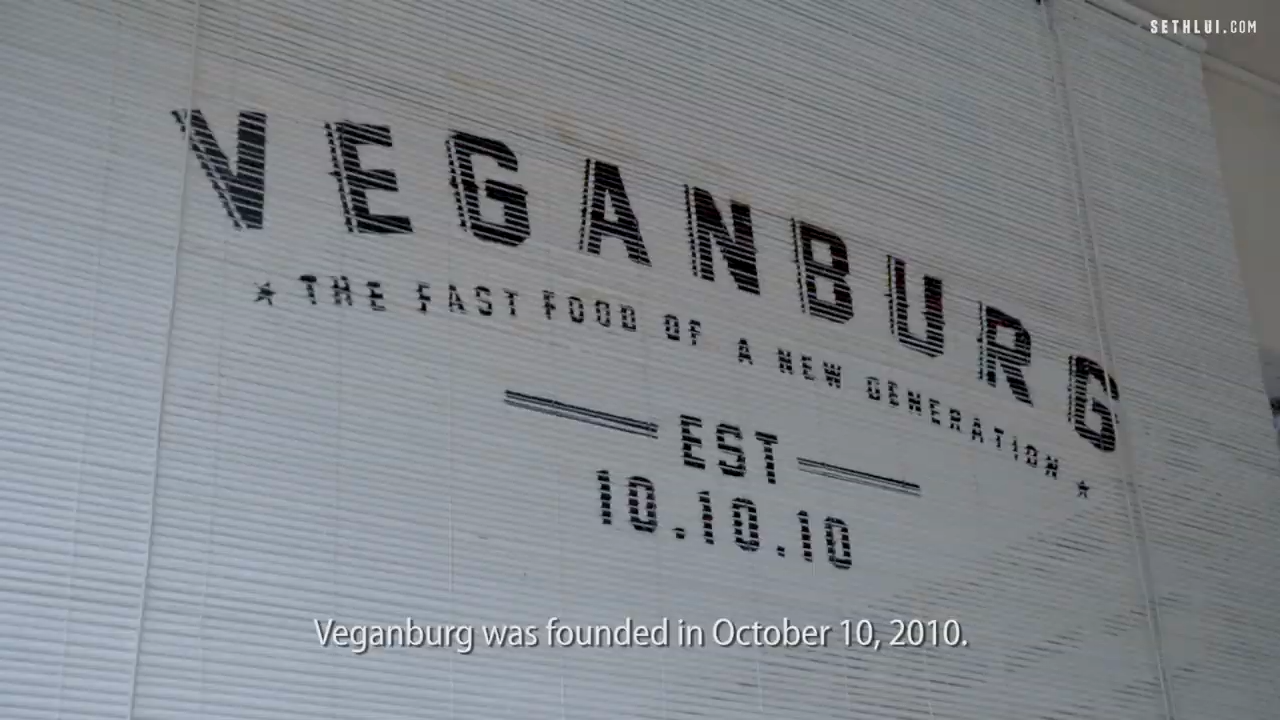 SETHLUI.COM
VEGANBURG
★ THE FAST FOOD OF A NEW GENERATION ★
EST
10.10.10
Veganburg was founded in October 10, 2010.